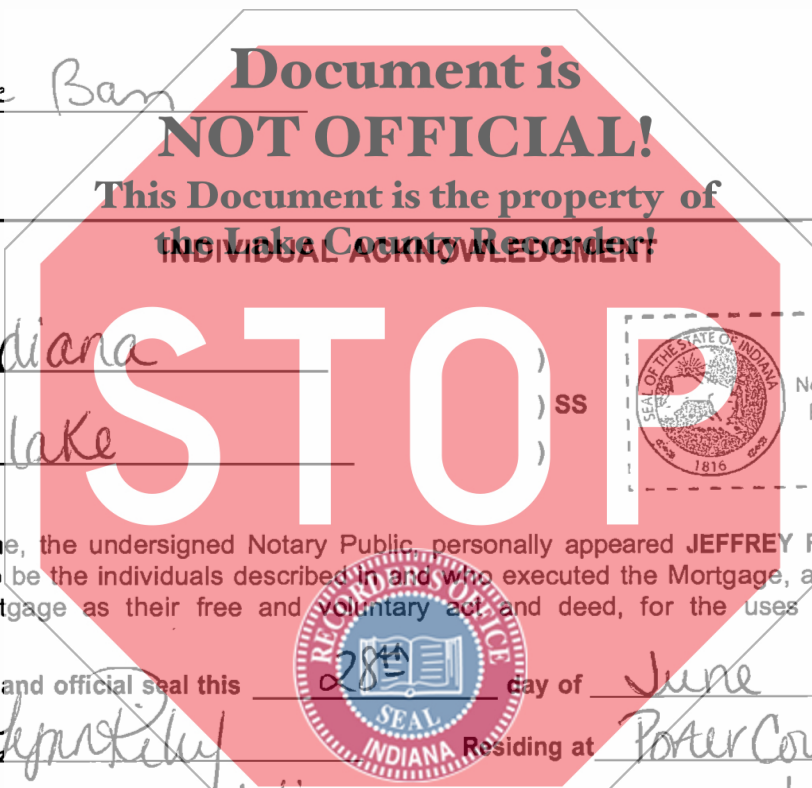 Ban
Document is
NOT OFFICIAL!
This Document is the property of
the Lake County Recorder!
INDIVIDUAL ACKNOWLEDGMENT
diana
)
) SS
)
lake
SEAL OF THE STATE OF INDIANA
1816
STOP
e, the undersigned Notary Public, personally appeared JEFFREY
be the individuals described in and who executed the Mortgage, a
tgage as their free and voluntary act and deed, for the uses
and official seal this 28th day of June
RECORDER'S OFFICE
SEAL
INDIANA
Residing at Porter Cou